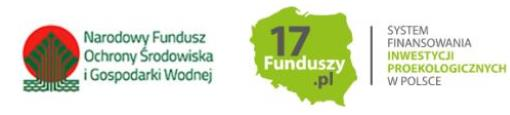 Narodowy Fundusz
Ochrony Środowiska
i Gospodarki Wodnej
17
Funduszy
.pl
SYSTEM
FINANSOWANIA
INWESTYCJI
PROEKOLOGICZNYCH
W POLSCE